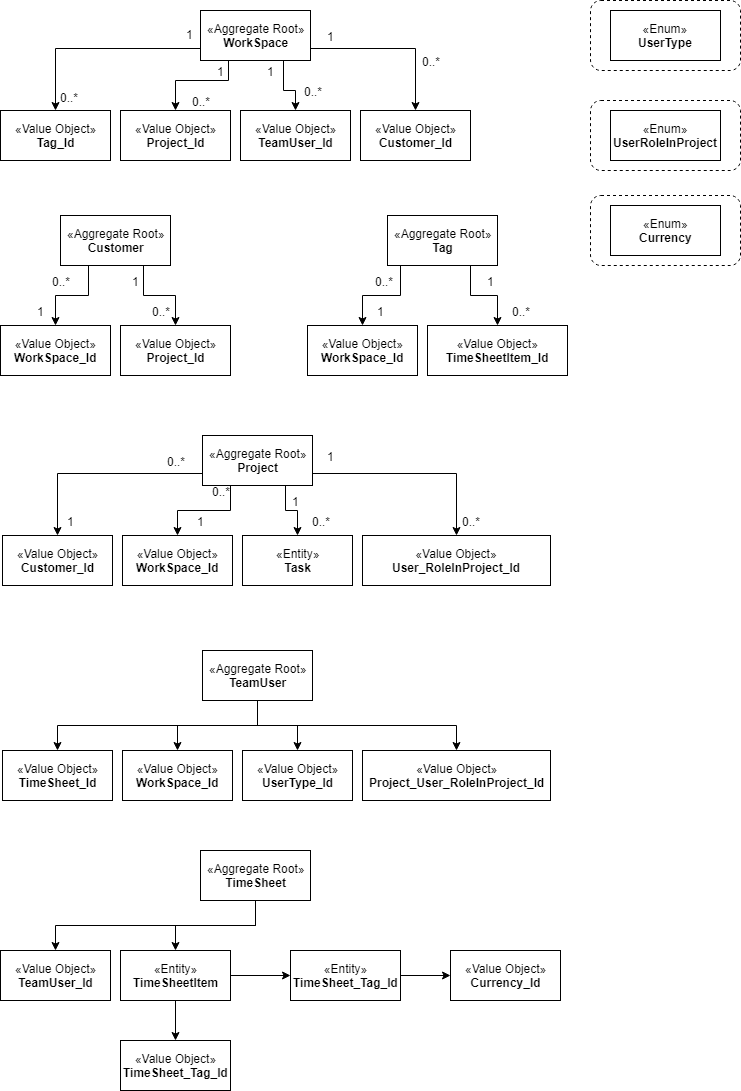 «Aggregate Root»
WorkSpace
1
1
1
1
0..*
0..*
0..*
0..*
«Value Object»
Tag_Id
«Value Object»
Project_Id
«Value Object»
TeamUser_Id
«Value Object»
Customer_Id
«Enum»
UserType
«Enum»
UserRoleInProject
«Enum»
Currency
«Aggregate Root»
Customer
0..*
1
1
0..*
«Value Object»
WorkSpace_Id
«Value Object»
Project_Id
«Aggregate Root»
Tag
0..*
1
1
0..*
«Value Object»
WorkSpace_Id
«Value Object»
TimeSheetItem_Id
«Aggregate Root»
Project
0..*
1
0..*
1
1
1
0..*
0..*
«Value Object»
Customer_Id
«Value Object»
WorkSpace_Id
«Entity»
Task
«Value Object»
User_RoleInProject_Id
«Aggregate Root»
TeamUser
«Value Object»
TimeSheet_Id
«Value Object»
WorkSpace_Id
«Value Object»
UserType_Id
«Value Object»
Project_User_RoleInProject_Id
«Aggregate Root»
TimeSheet
«Value Object»
TeamUser_Id
«Entity»
TimeSheetItem
«Entity»
TimeSheet_Tag_Id
«Value Object»
Currency_Id
«Value Object»
TimeSheet_Tag_Id